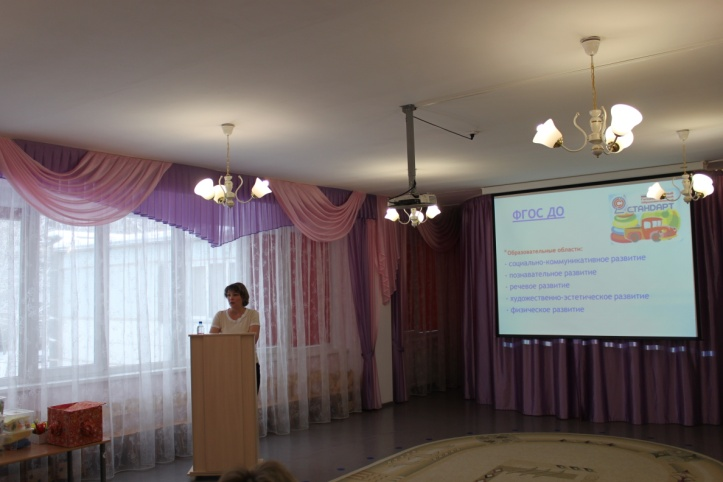 ФГОС ДО
СТАНДАРТ
*Образовательные области:
- социально-коммуникативное развитие
- познавательное развитие
- речевое развитие
- художественно-эстетическое развитие
- физическое развитие